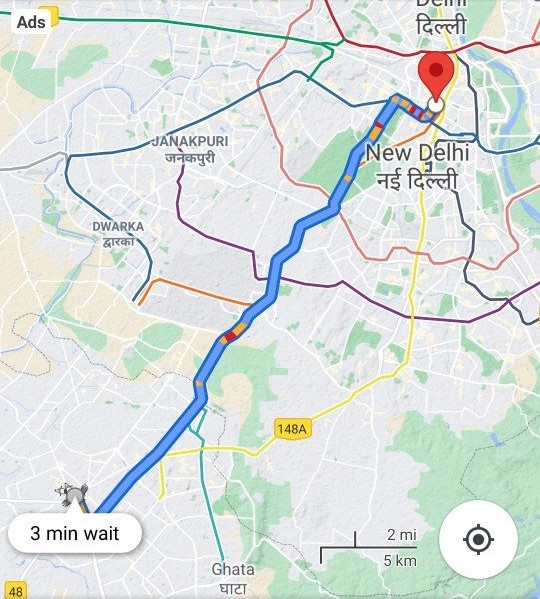 Ads
Delhi
दिल्ली
JANAKPURI
जनकपुरी
New Delhi
नई दिल्ली
DWARKA
द्वारका
148A
3 min wait
2 mi
5 km
Ghata
घाटा
48